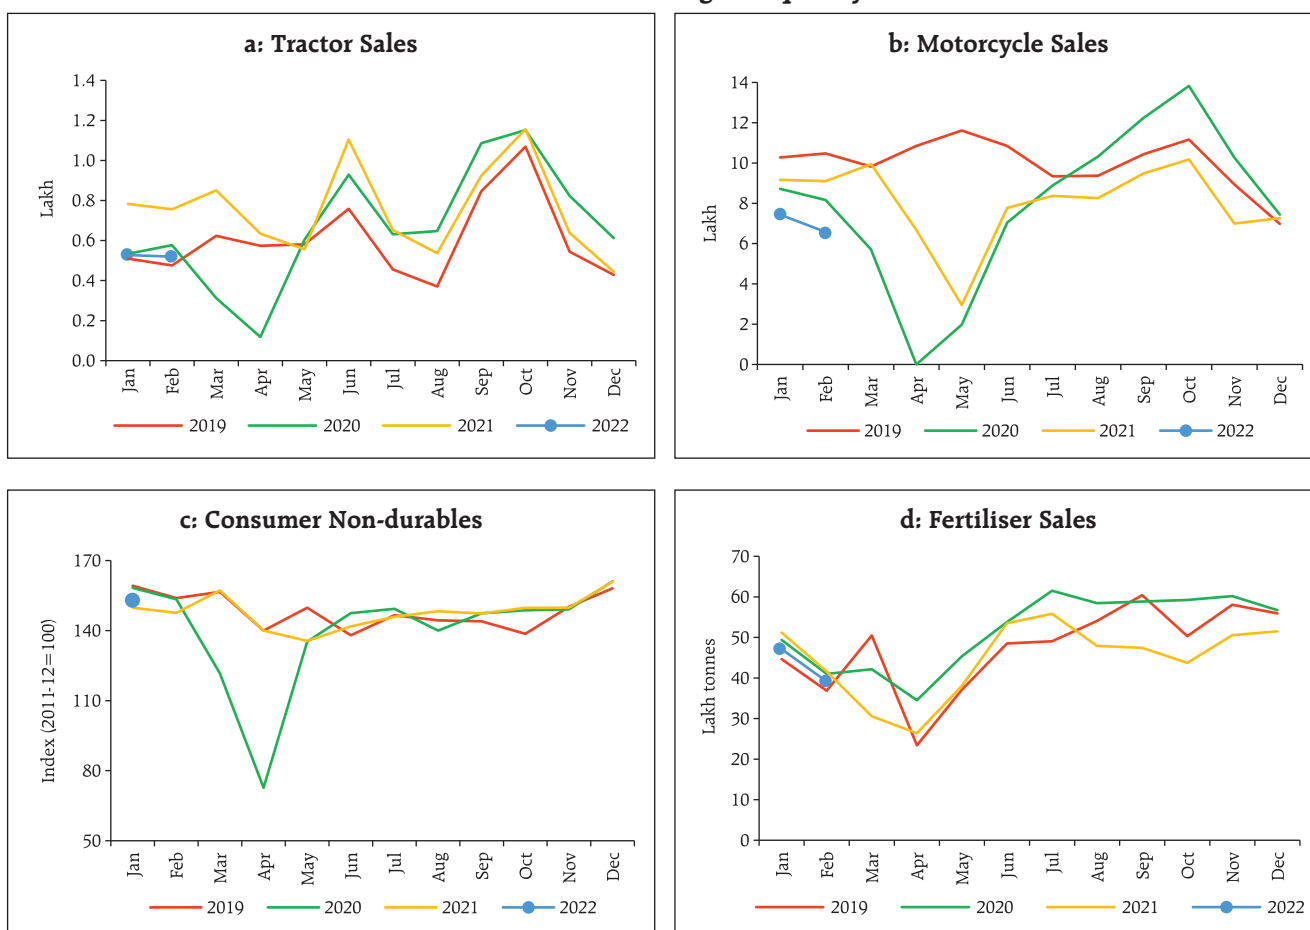 a: Tractor Sales
Lakh
1.4
1.2
1.0
0.8
0.6
0.4
0.2
0.0
Jan Feb Mar Apr May Jun Jul Aug Sep Oct Nov Dec
2019 2020 2021 2022
b: Motorcycle Sales
Lakh
14
12
10
8
6
4
2
0
Jan Feb Mar Apr May Jun Jul Aug Sep Oct Nov Dec
2019 2020 2021 2022
c: Consumer Non-durables
Index (2011-12=100)
170
140
110
80
50
Jan Feb Mar Apr May Jun Jul Aug Sep Oct Nov Dec
2019 2020 2021 2022
d: Fertiliser Sales
Lakh tonnes
70
60
50
40
30
20
10
0
Jan Feb Mar Apr May Jun Jul Aug Sep Oct Nov Dec
2019 2020 2021 2022